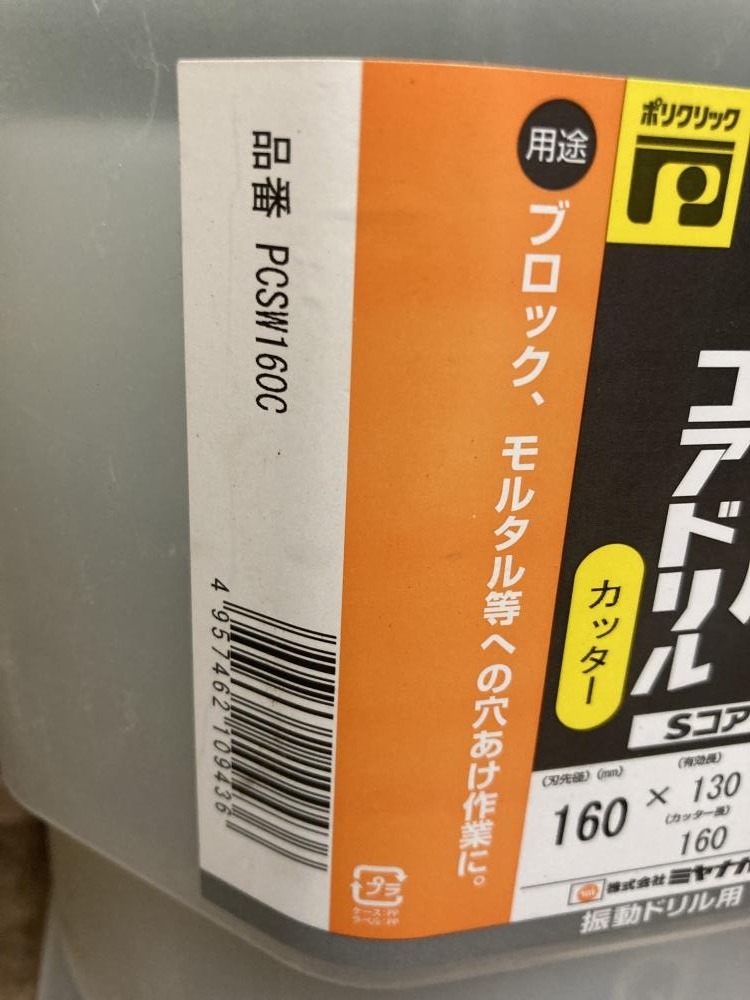 品番 PCSW160C
4957462109436
用途
ブロック、モルタル等への穴あけ作業に。
プラ
ケース:PP
ラベル:PP
ポリクリック
コアドリル
カッター
Sコア
(刃先径)(mm)
160
×
(有効長)
130
(カッター長)
160
株式会社ミヤナガ
振動ドリル用